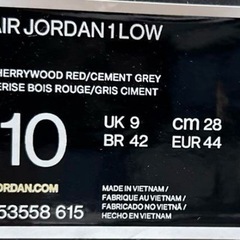 AIR JORDAN 1 LOW
HERRYWOOD RED/CEMENT GREY
ERISE BOIS ROUGE/GRIS CIMENT
10
UK 9
cm 28
BR 42
EUR 44
ORDAN.COM
53558 615
MADE IN VIETNAM/
FABRIQUE AU VIETNAM/
FABRICADO NO VIETNÃ/
HECHO EN VIETNAM